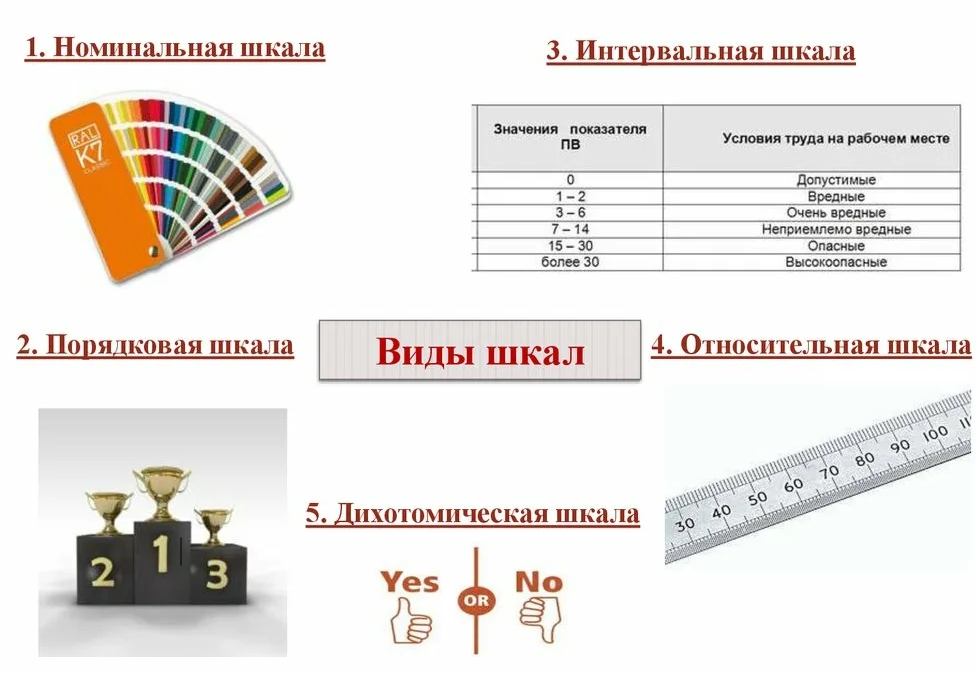 1. Номинальная шкала
RAL
K7
CLASSIC
3. Интервальная шкала
Значения показателя ПВ
Условия труда на рабочем месте
0 Допустимые
1 – 2 Вредные
3 – 6 Очень вредные
7 – 14 Неприемлемо вредные
15 – 30 Опасные
более 30 Высокоопасные
2. Порядковая шкала
Виды шкал
4. Относительная шкала
2 1 3
30 40 50 60 70 80 90 100
5. Дихотомическая шкала
Yes OR No